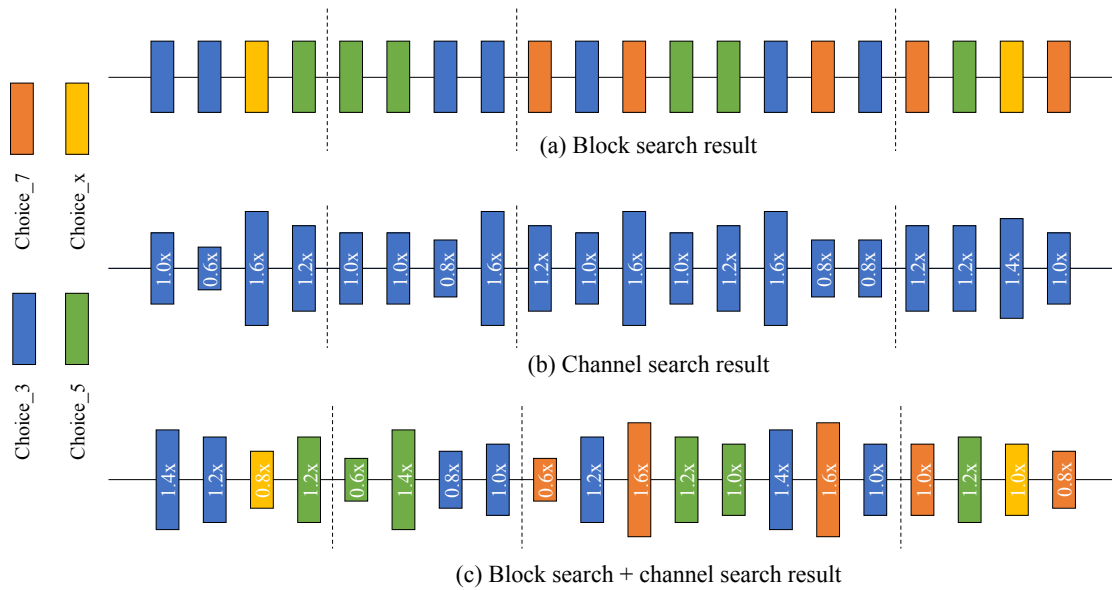 Choice_7
Choice_x
Choice_3
Choice_5
(a) Block search result
1.0x
0.6x
1.6x
1.2x
1.0x
1.0x
0.8x
1.6x
1.2x
1.0x
1.6x
1.0x
1.2x
1.6x
0.8x
0.8x
1.2x
1.2x
1.4x
1.0x
(b) Channel search result
1.4x
1.2x
0.8x
1.2x
0.6x
1.4x
0.8x
1.0x
0.6x
1.2x
1.6x
1.2x
1.0x
1.4x
1.6x
1.0x
1.0x
1.2x
1.0x
0.8x
(c) Block search + channel search result